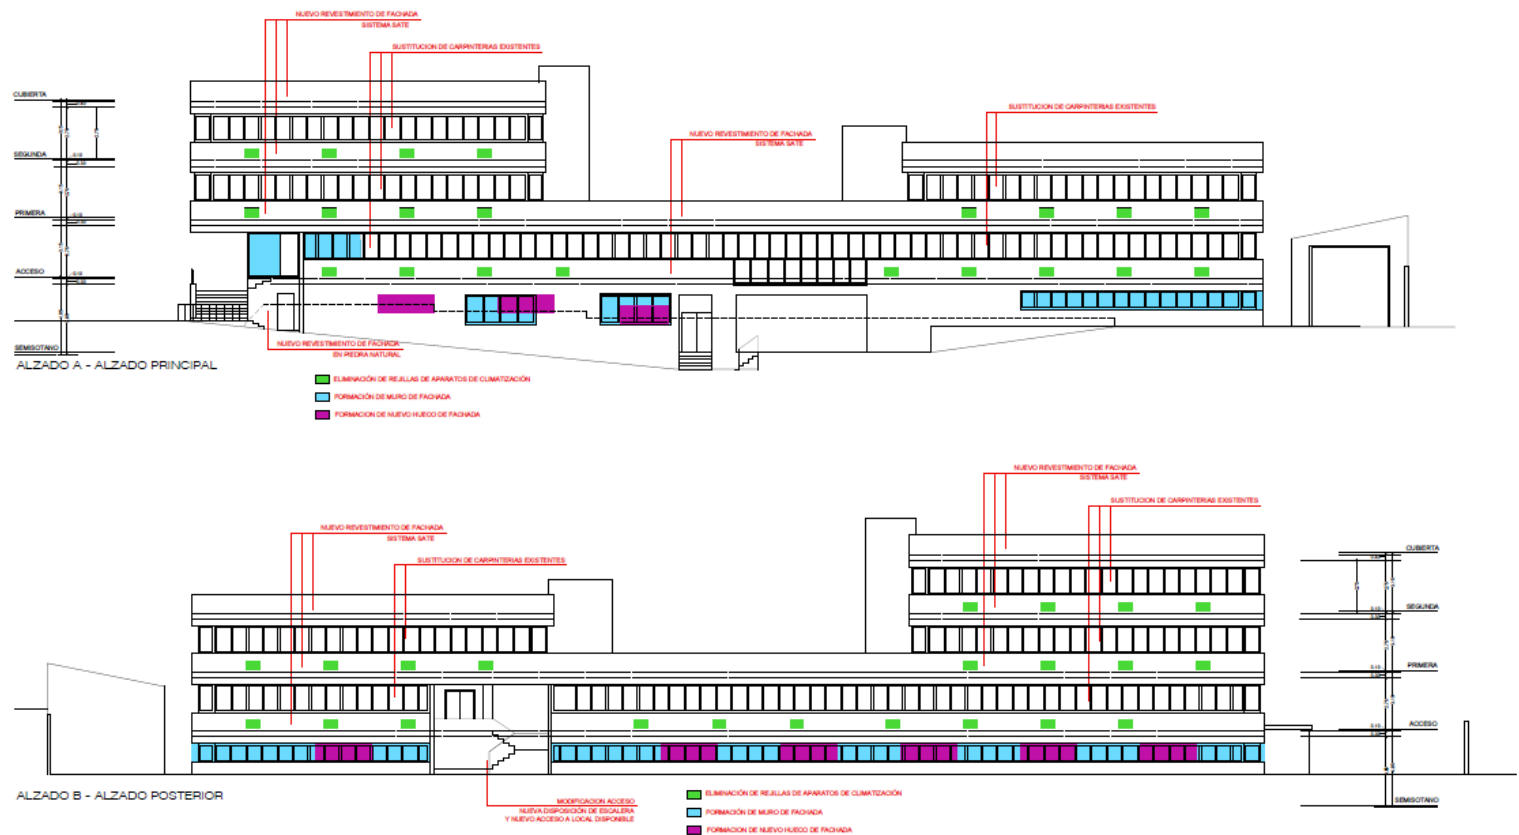 NUEVO REVESTIMIENTO DE FACHADA
SISTEMA SATE
SUSTITUCION DE CARPINTERIAS EXISTENTES
NUEVO REVESTIMIENTO DE FACHADA
SISTEMA SATE
SUSTITUCION DE CARPINTERIAS EXISTENTES
CUBIERTA
SEGUNDA
PRIMERA
ACCESO
SEMISOTANO
NUEVO REVESTIMIENTO DE FACHADA
EN PIEDRA NATURAL
ALZADO A - ALZADO PRINCIPAL
ELIMINACIÓN DE REJILLAS DE APARATOS DE CLIMATIZACIÓN
FORMACIÓN DE MURO DE FACHADA
FORMACION DE NUEVO HUECO DE FACHADA
NUEVO REVESTIMIENTO DE FACHADA
SISTEMA SATE
SUSTITUCION DE CARPINTERIAS EXISTENTES
NUEVO REVESTIMIENTO DE FACHADA
SISTEMA SATE
SUSTITUCION DE CARPINTERIAS EXISTENTES
CUBIERTA
SEGUNDA
PRIMERA
ACCESO
SEMISOTANO
ALZADO B - ALZADO POSTERIOR
MODIFICACION ACCESO
NUEVA DISPOSICIÓN DE ESCALERA
Y NUEVO ACCESO A LOCAL DISPONIBLE
ELIMINACIÓN DE REJILLAS DE APARATOS DE CLIMATIZACIÓN
FORMACIÓN DE MURO DE FACHADA
FORMACION DE NUEVO HUECO DE FACHADA